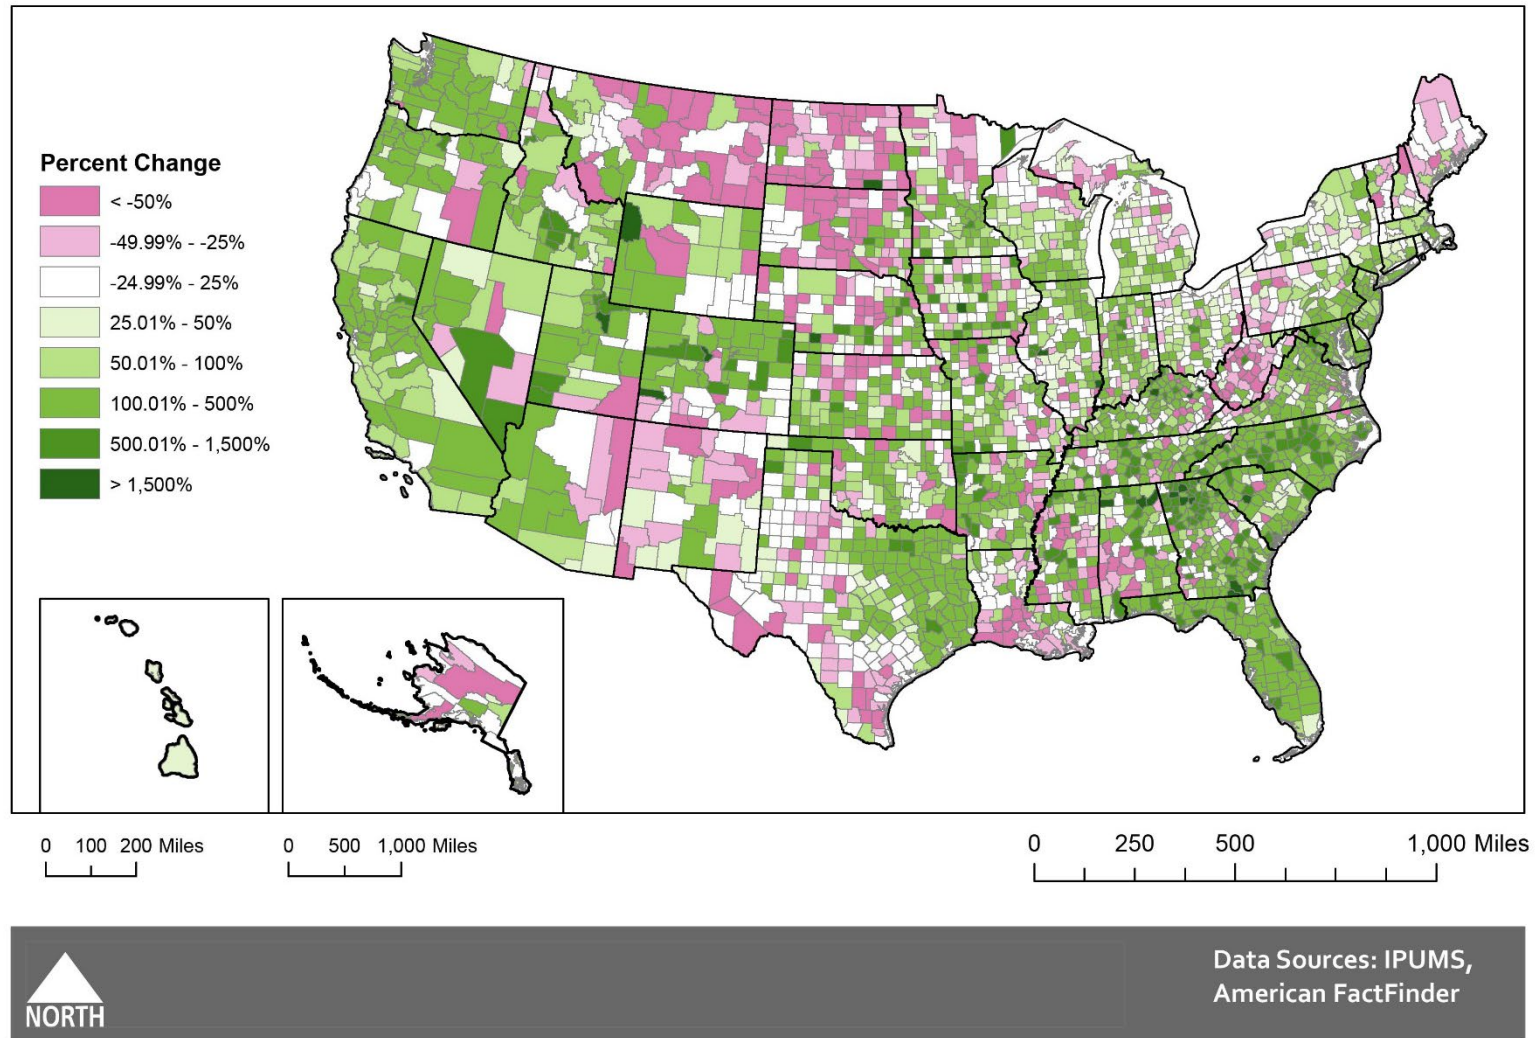 Percent Change
< -50%
-49.99% - -25%
-24.99% - 25%
25.01% - 50%
50.01% - 100%
100.01% - 500%
500.01% - 1,500%
> 1,500%
0 100 200 Miles
0 500 1,000 Miles
0 250 500 1,000 Miles
NORTH
Data Sources: IPUMS,
American FactFinder